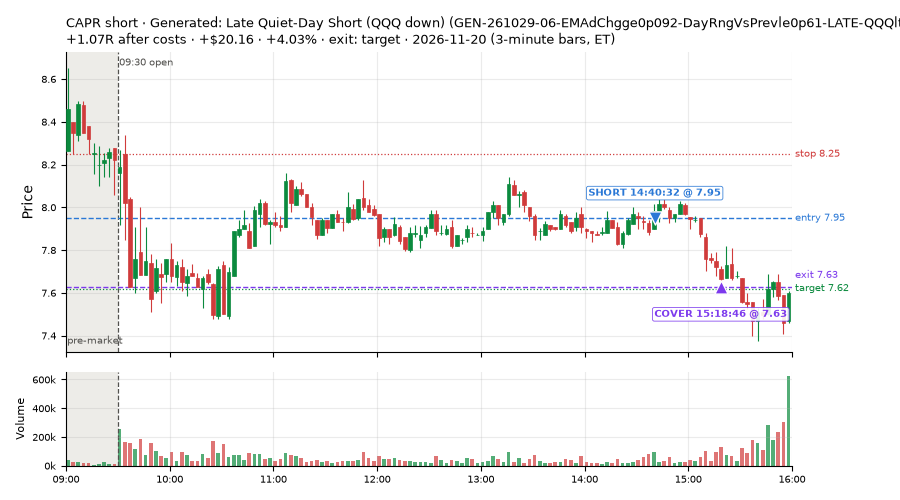 CAPR short · Generated: Late Quiet-Day Short (QQQ down) (GEN-261029-06-EMAdChgge0p092-DayRngVsPrevle0p61-LATE-QQQlt
+1.07R after costs · +$20.16 · +4.03% · exit: target · 2026-11-20 (3-minute bars, ET)
09:30 open
8.6
8.4
8.2
8.0
7.8
7.6
7.4
Price
stop 8.25
SHORT 14:40:32 @ 7.95
entry 7.95
exit 7.63
target 7.62
COVER 15:18:46 @ 7.63
pre-market
600k
400k
200k
0k
Volume
09:00
10:00
11:00
12:00
13:00
14:00
15:00
16:00